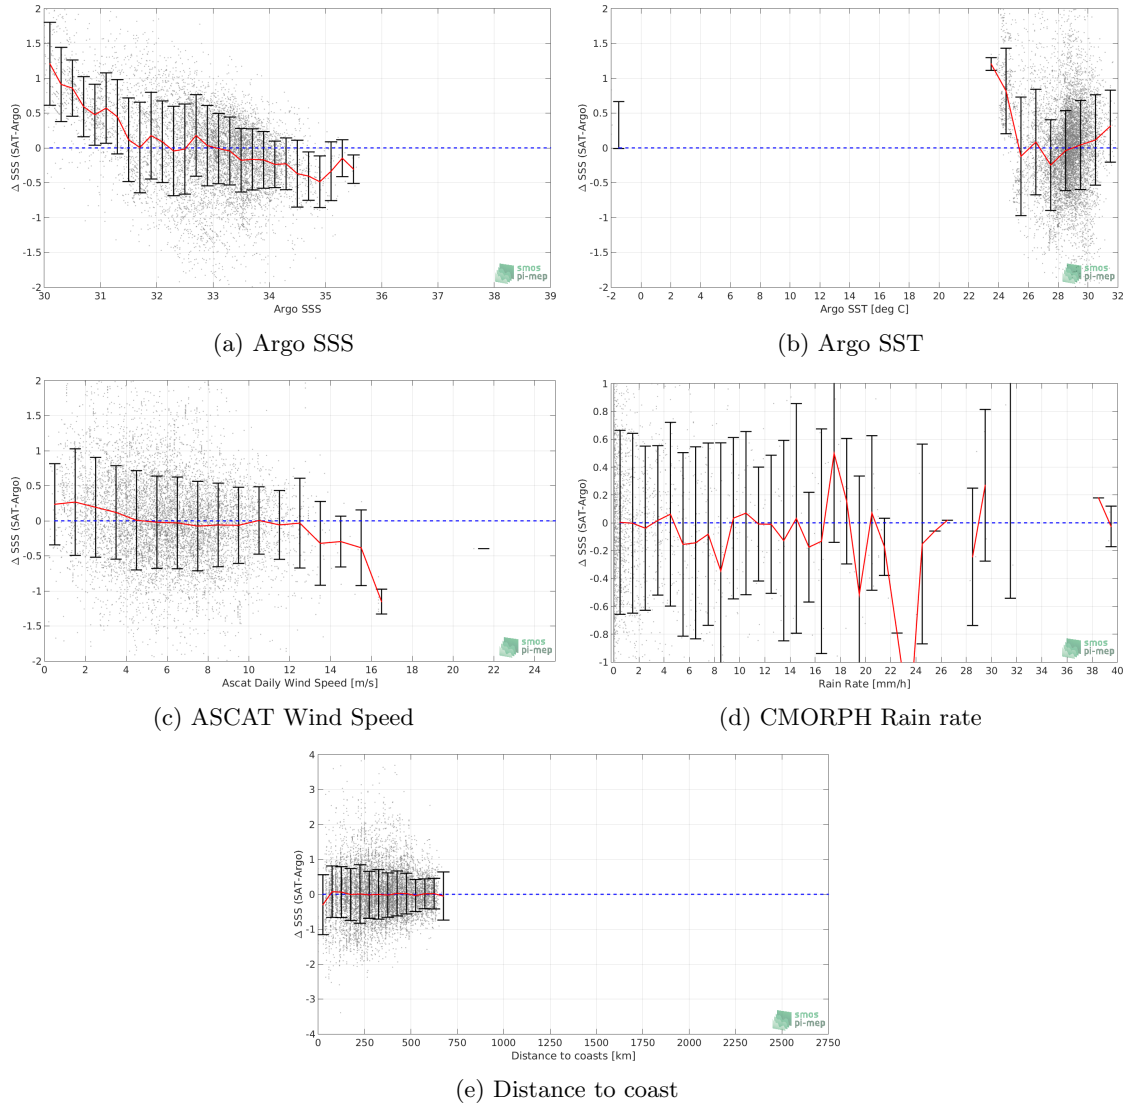 2
1.5
1
0.5
0
-0.5
-1
-1.5
-2
Δ SSS (SAT-Argo)
30 31 32 33 34 35 36 37 38 39
Argo SSS
smos
pi-mep
(a) Argo SSS
2
1.5
1
0.5
0
-0.5
-1
-1.5
-2
Δ SSS (SAT-Argo)
-2 0 2 4 6 8 10 12 14 16 18 20 22 24 26 28 30 32
Argo SST [deg C]
smos
pi-mep
(b) Argo SST
2
1.5
1
0.5
0
-0.5
-1
-1.5
-2
Δ SSS (SAT-Argo)
0 2 4 6 8 10 12 14 16 18 20 22 24
Ascat Daily Wind Speed [m/s]
smos
pi-mep
(c) ASCAT Wind Speed
1
0.8
0.6
0.4
0.2
0
-0.2
-0.4
-0.6
-0.8
-1
Δ SSS (SAT-Argo)
0 2 4 6 8 10 12 14 16 18 20 22 24 26 28 30 32 34 36 38 40
Rain Rate [mm/h]
smos
pi-mep
(d) CMORPH Rain rate
4
3
2
1
0
-1
-2
-3
-4
Δ SSS (SAT-Argo)
0 250 500 750 1000 1250 1500 1750 2000 2250 2500 2750
Distance to coasts [km]
smos
pi-mep
(e) Distance to coast